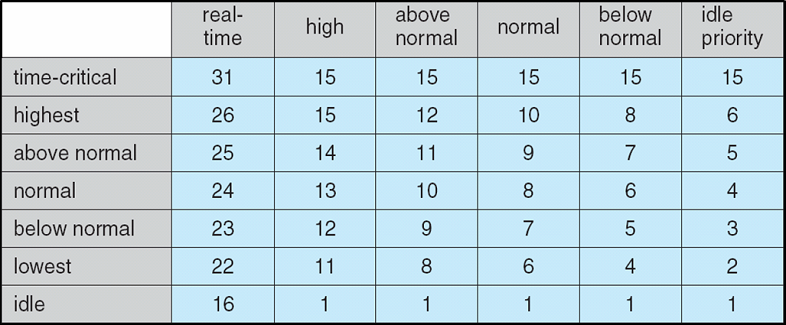 real-time high above normal normal below normal idle priority
time-critical 31 15 15 15 15 15
highest 26 15 12 10 8 6
above normal 25 14 11 9 7 5
normal 24 13 10 8 6 4
below normal 23 12 9 7 5 3
lowest 22 11 8 6 4 2
idle 16 1 1 1 1 1